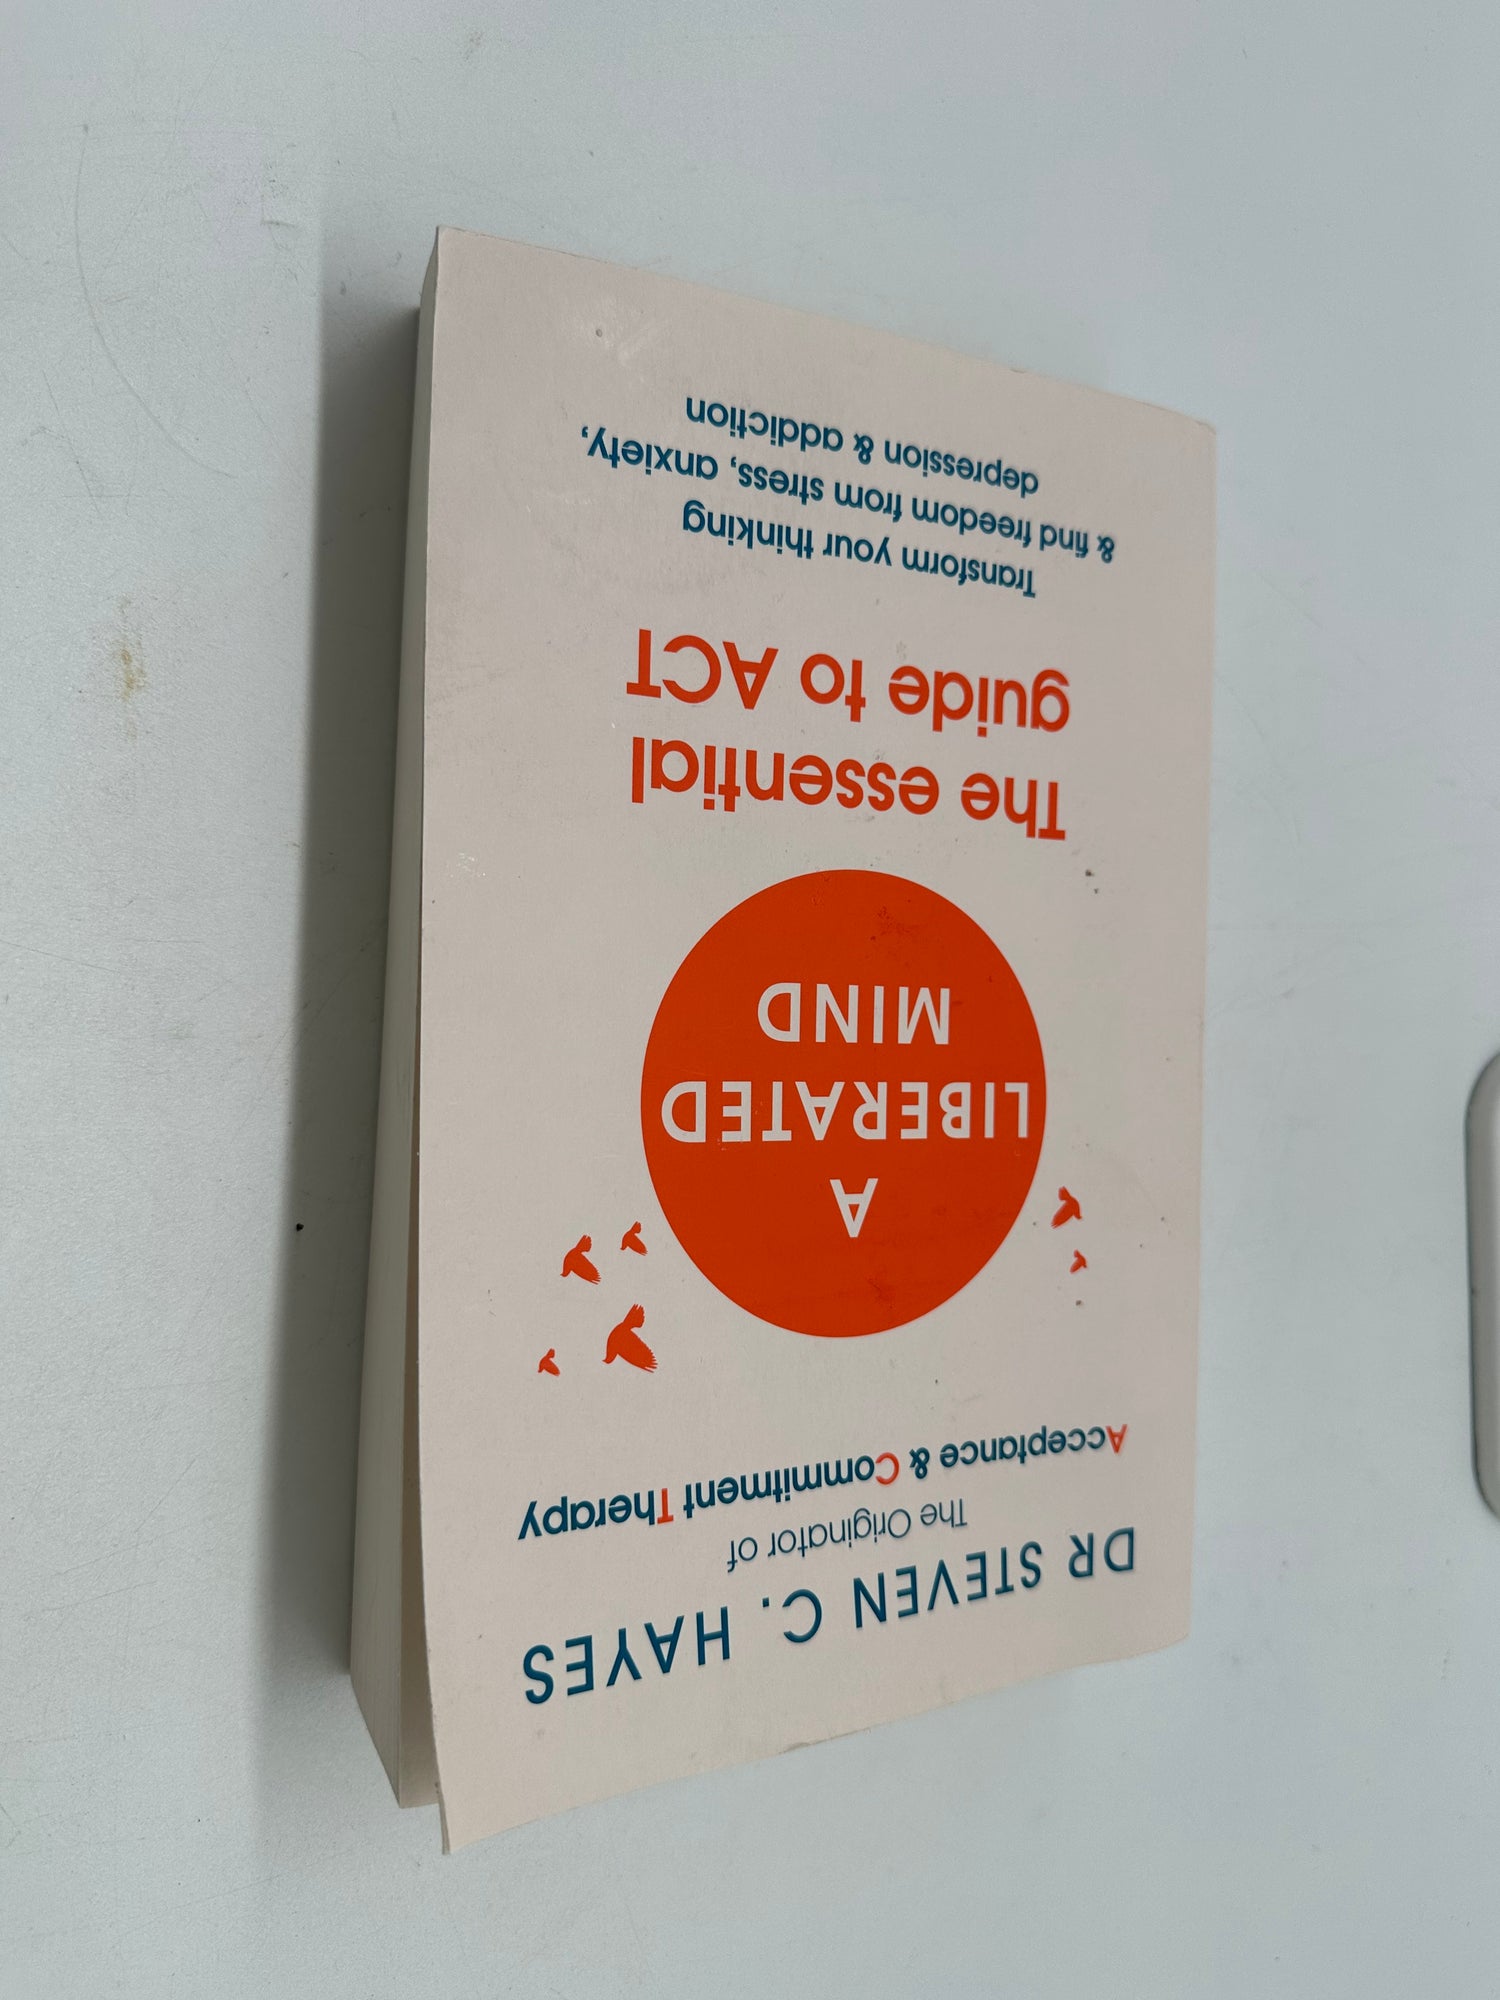 DR STEVEN C. HAYES
The Originator of
Acceptance & Commitment Therapy
A
LIBERATED
MIND
The essential
guide to ACT
Transform your thinking
& find freedom from stress, anxiety,
depression & addiction